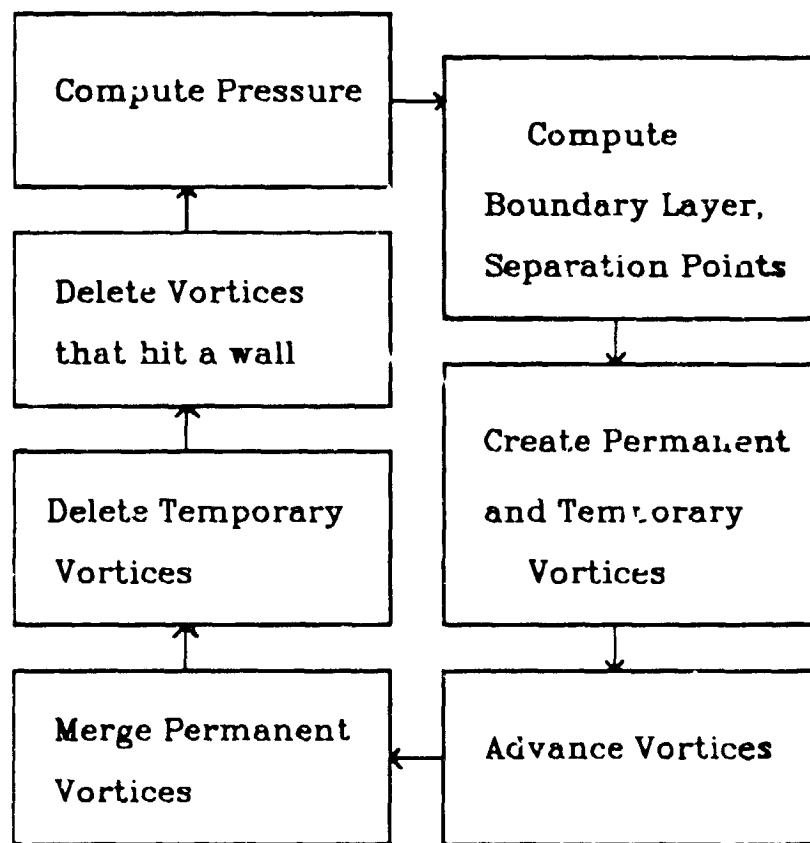 Compute Pressure
Compute
Boundary Layer,
Separation Points
Delete Vortices
that hit a wall
Create Permanent
and Temporary
Vortices
Delete Temporary
Vortices
Merge Permanent
Vortices
Advance Vortices